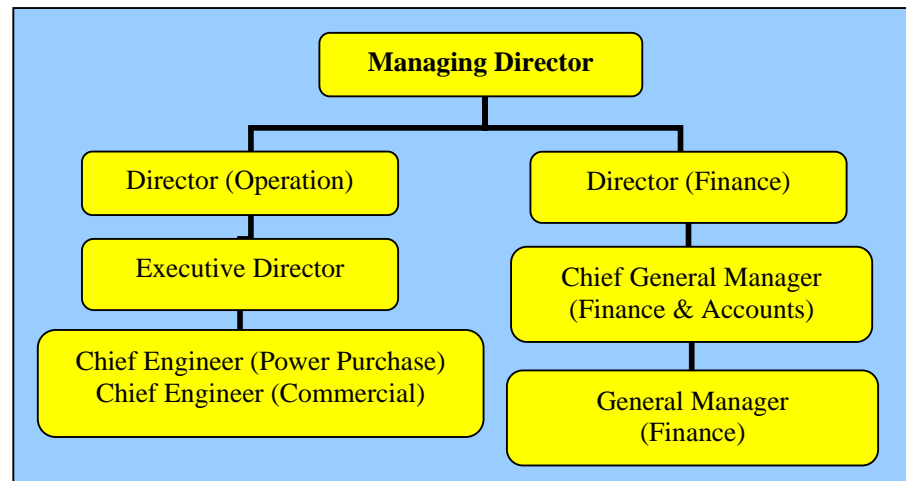 Managing Director
Director (Operation)
Director (Finance)
Executive Director
Chief General Manager
(Finance & Accounts)
Chief Engineer (Power Purchase)
Chief Engineer (Commercial)
General Manager
(Finance)